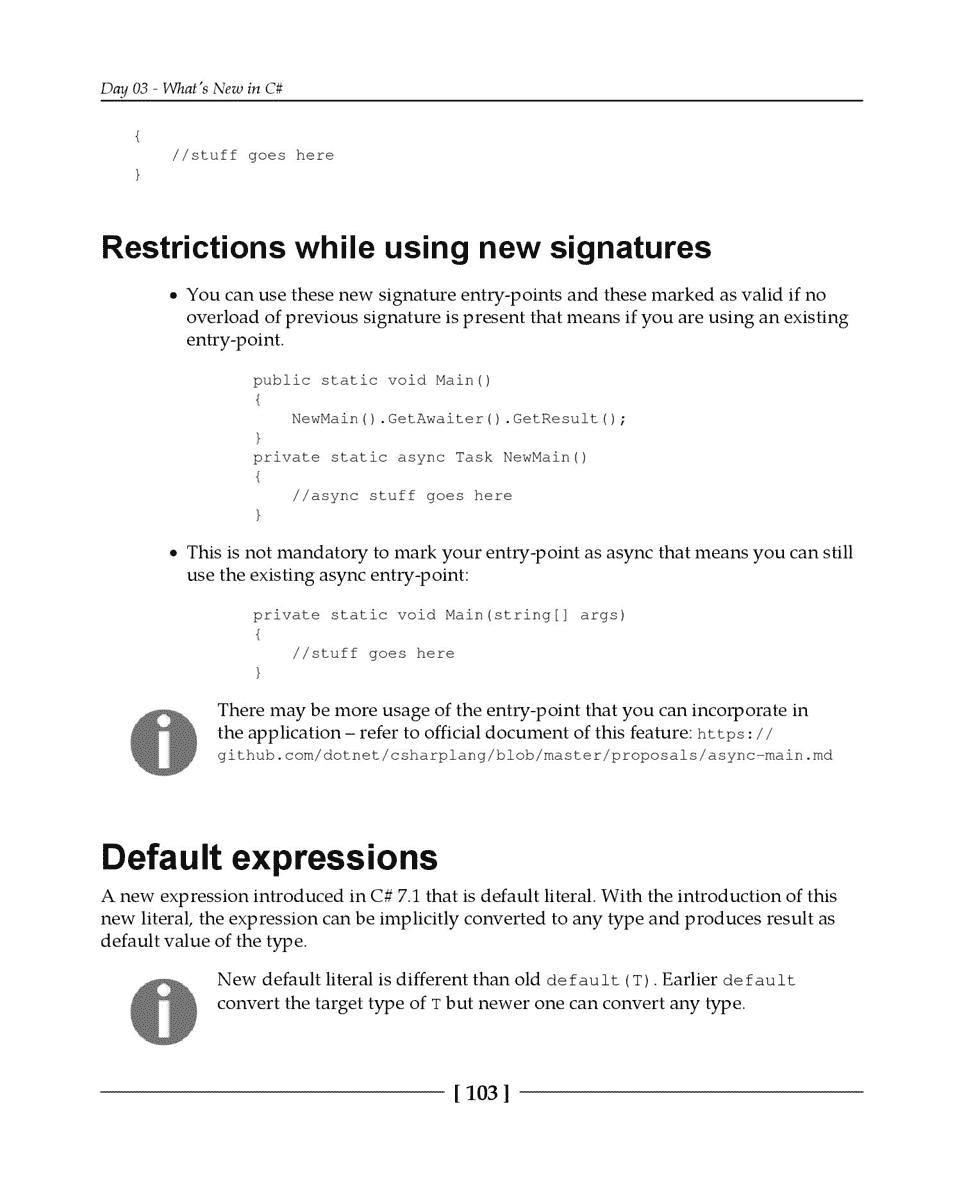 Day 03 - What's New in C#
{
//stuff goes here
}
Restrictions while using new signatures
• You can use these new signature entry-points and these marked as valid if no
overload of previous signature is present that means if you are using an existing
entry-point.
public static void Main()
{
NewMain().GetAwaiter().GetResult();
}
private static async Task NewMain()
{
//async stuff goes here
}
• This is not mandatory to mark your entry-point as async that means you can still
use the existing async entry-point:
private static void Main(string[] args)
{
//stuff goes here
}
There may be more usage of the entry-point that you can incorporate in
the application – refer to official document of this feature: https://
github.com/dotnet/csharplang/blob/master/proposals/async-main.md
Default expressions
A new expression introduced in C# 7.1 that is default literal. With the introduction of this
new literal, the expression can be implicitly converted to any type and produces result as
default value of the type.
New default literal is different than old default(T). Earlier default
convert the target type of T but newer one can convert any type.
[ 103 ]